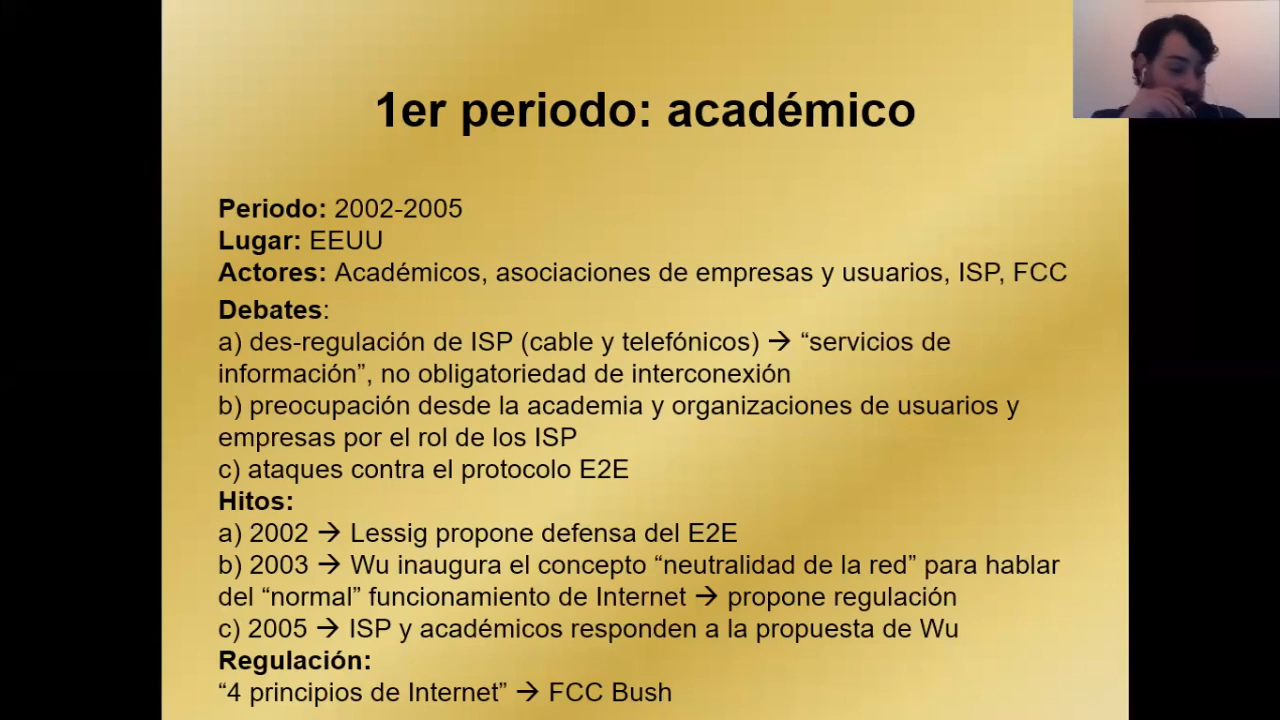 1er periodo: académico
Periodo: 2002-2005
Lugar: EEUU
Actores: Académicos, asociaciones de empresas y usuarios, ISP, FCC
Debates:
a) des-regulación de ISP (cable y telefónicos) → “servicios de
información”, no obligatoriedad de interconexión
b) preocupación desde la academia y organizaciones de usuarios y
empresas por el rol de los ISP
c) ataques contra el protocolo E2E
Hitos:
a) 2002 → Lessig propone defensa del E2E
b) 2003 → Wu inaugura el concepto “neutralidad de la red” para hablar
del “normal” funcionamiento de Internet → propone regulación
c) 2005 → ISP y académicos responden a la propuesta de Wu
Regulación:
“4 principios de Internet” → FCC Bush